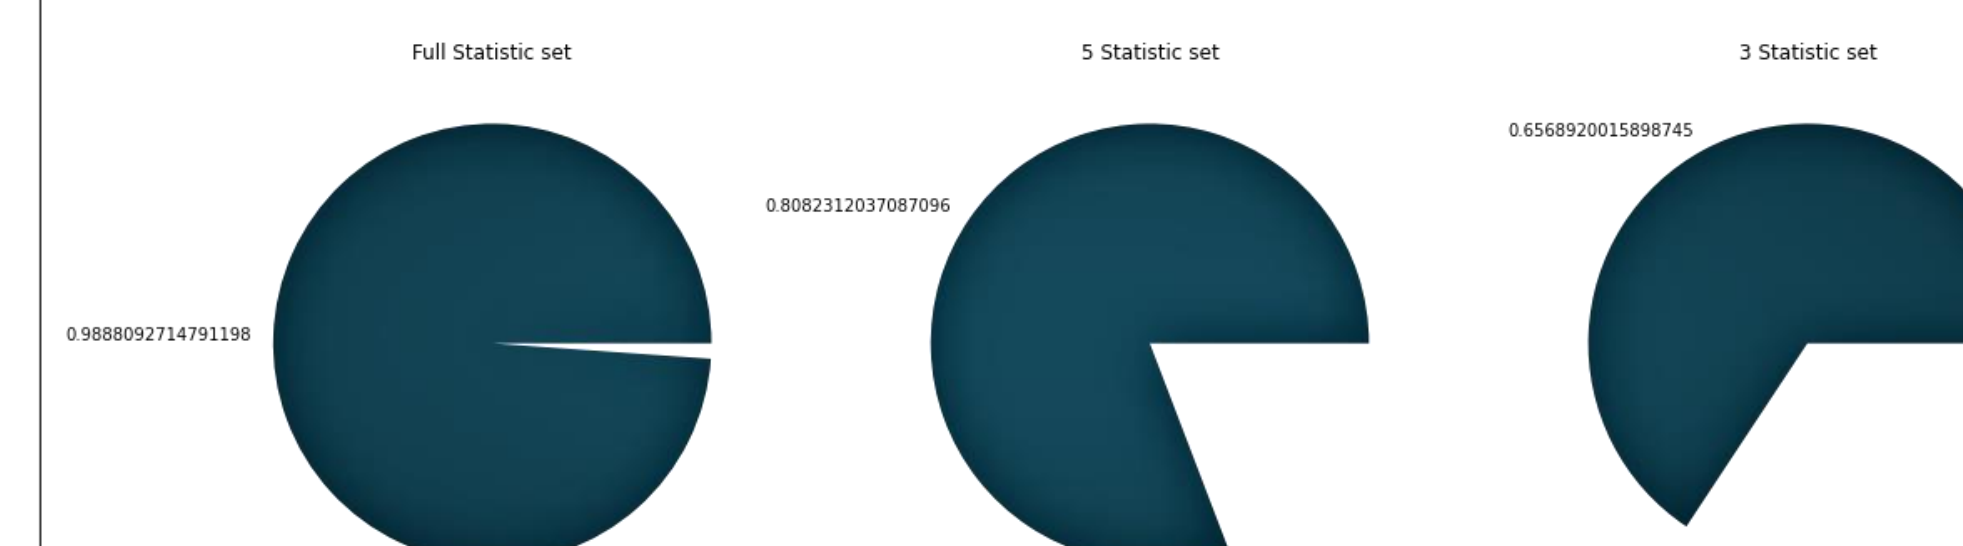 Full Statistic set
5 Statistic set
3 Statistic set
0.6568920015898745
0.8082312037087096
0.9888092714791198